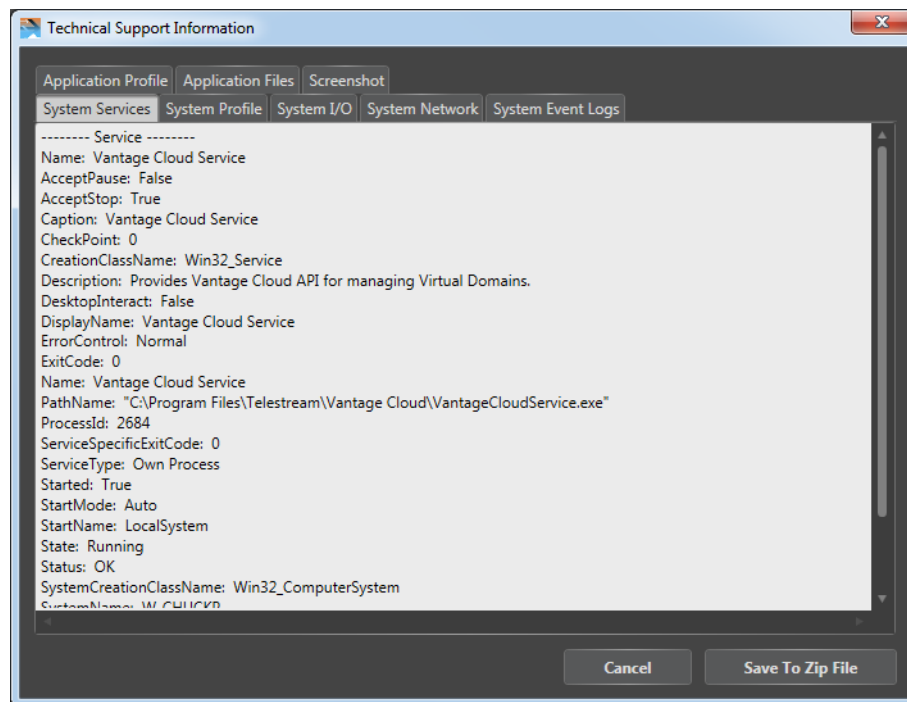 Technical Support Information
Application Profile Application Files Screenshot
System Services System Profile System I/O System Network System Event Logs
-------- Service --------
Name: Vantage Cloud Service
AcceptPause: False
AcceptStop: True
Caption: Vantage Cloud Service
CheckPoint: 0
CreationClassName: Win32_Service
Description: Provides Vantage Cloud API for managing Virtual Domains.
DesktopInteract: False
DisplayName: Vantage Cloud Service
ErrorControl: Normal
ExitCode: 0
Name: Vantage Cloud Service
PathName: "C:\Program Files\Telestream\Vantage Cloud\VantageCloudService.exe"
ProcessId: 2684
ServiceSpecificExitCode: 0
ServiceType: Own Process
Started: True
StartMode: Auto
StartName: LocalSystem
State: Running
Status: OK
SystemCreationClassName: Win32_ComputerSystem
SystemName:
Cancel Save To Zip File